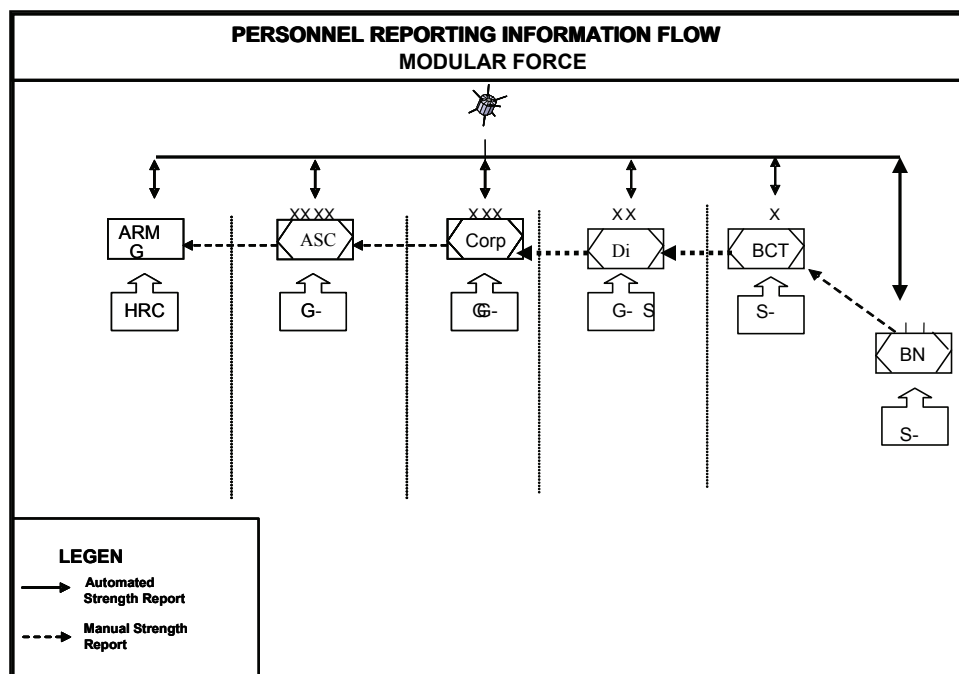 PERSONNEL REPORTING INFORMATION FLOW
MODULAR FORCE
XXXX
XXX
XX
X
ARM
G
ASC
Corp
Di
BCT
HRC
G-
G-
G- S
S-
BN
S-
LEGEN
Automated
Strength Report
Manual Strength
Report